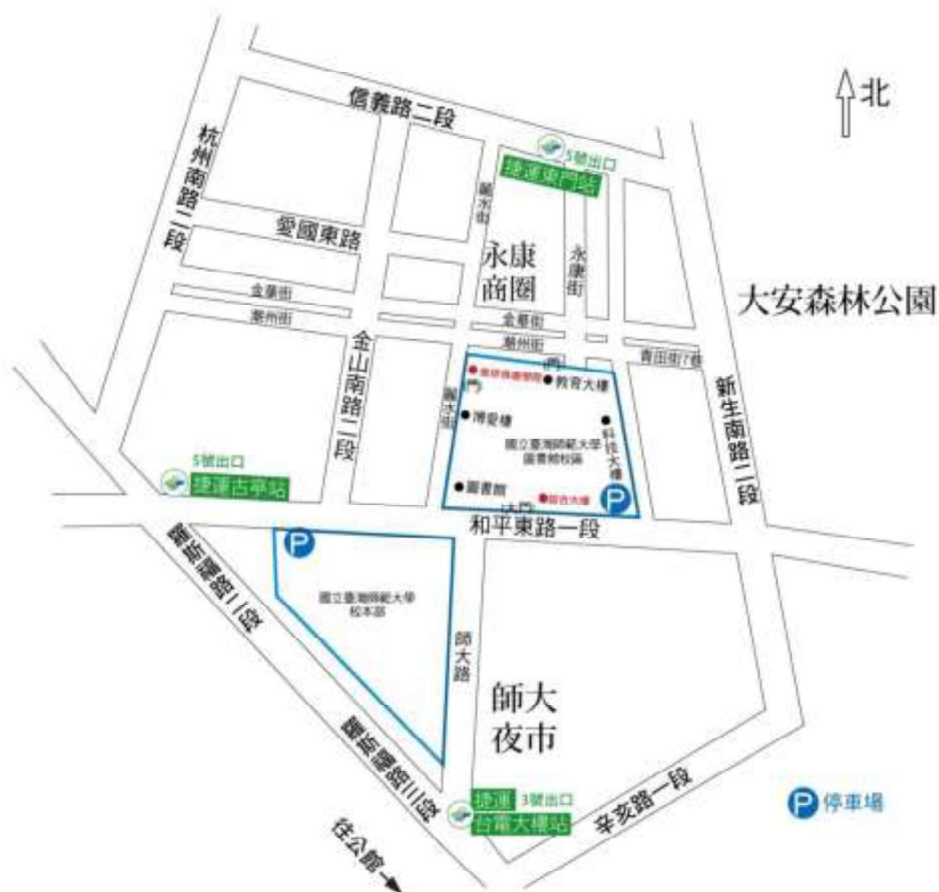 北
信義路二段
5號出口
捷運東門站
杭州南路二段
麗水街
愛國東路
永康
商圈
永康街
金華街
金華街
大安森林公園
潮州街
潮州街
青田街7巷
金山南路二段
(門)
(門)
教育大樓
麗水街
新生南路二段
博愛樓
科技大樓
國立臺灣師範大學
圖書館校區
5號出口
捷運古亭站
圖書館
綜合大樓
P
(大門)
和平東路一段
P
羅斯福路二段
國立臺灣師範大學
校本部
師大路
師大
夜市
羅斯福路三段
捷運 3號出口
台電大樓站
辛亥路一段
P 停車場
往公館